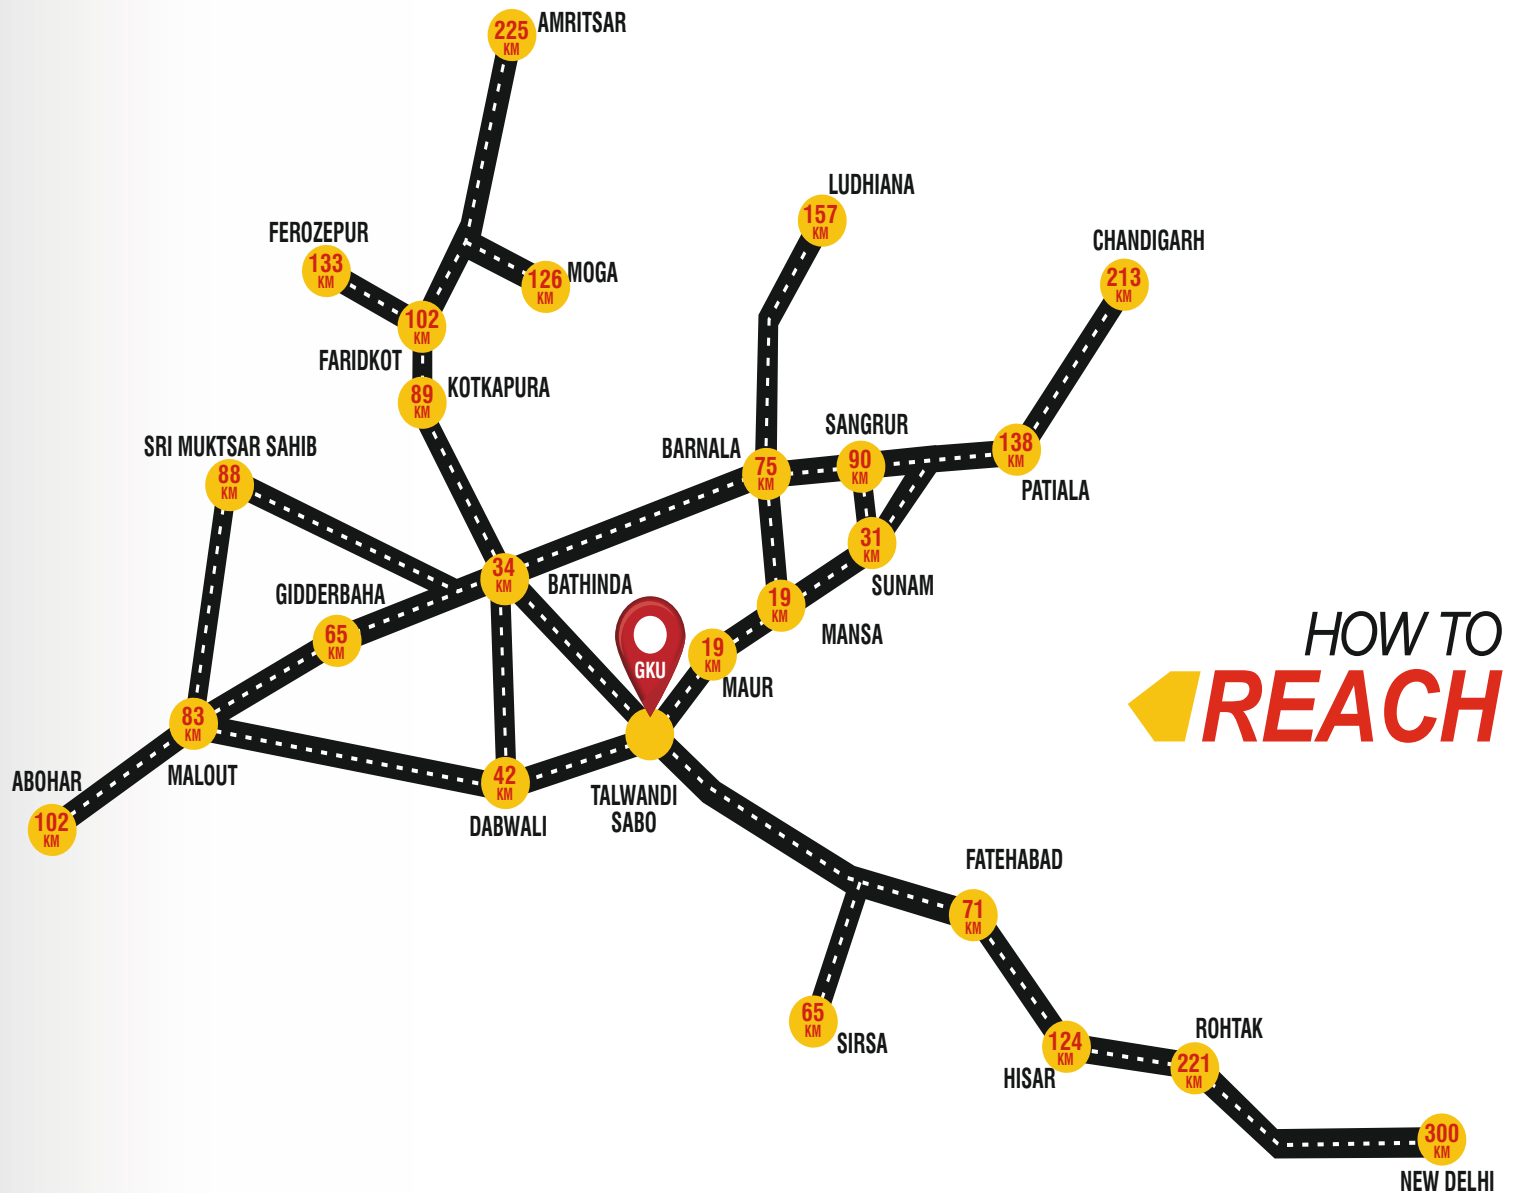 225
KM
AMRITSAR
LUDHIANA
157
KM
FEROZEPUR
133
KM
126
KM
MOGA
CHANDIGARH
213
KM
102
KM
FARIDKOT
89
KM
KOTKAPURA
SRI MUKTSAR SAHIB
88
KM
BARNALA
75
KM
SANGRUR
90
KM
138
KM
PATIALA
31
KM
SUNAM
34
KM
BATHINDA
GIDDERBAHA
65
KM
19
KM
MANSA
19
KM
MAUR
GKU
HOW TO
REACH
83
KM
MALOUT
ABOHAR
102
KM
42
KM
DABWALI
TALWANDI
SABO
FATEHABAD
71
KM
65
KM
SIRSA
124
KM
HISAR
ROHTAK
221
KM
300
KM
NEW DELHI